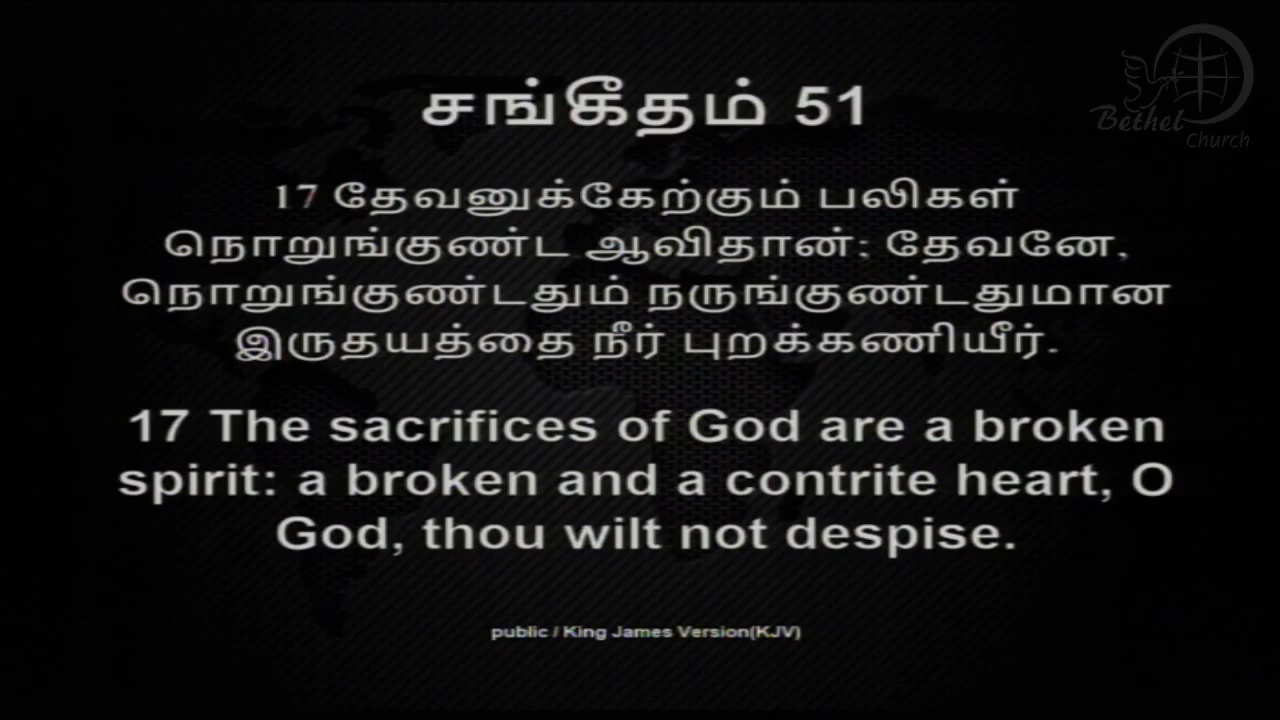 Bethel
Church
சங்கீதம் 51
17 தேவனுக்கேற்கும் பலிகள்
நொறுங்குண்ட ஆவிதான்; தேவனே,
நொறுங்குண்டதும் நருங்குண்டதுமான
இருதயத்தை நீர் புறக்கணியீர்.
17 The sacrifices of God are a broken
spirit: a broken and a contrite heart, O
God, thou wilt not despise.
public / King James Version(KJV)